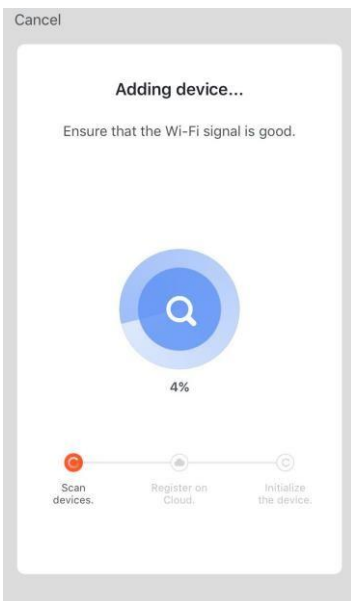 Cancel
Adding device...
Ensure that the Wi-Fi signal is good.
4%
Scan
devices.
Register on
Cloud.
Initialize
the device.